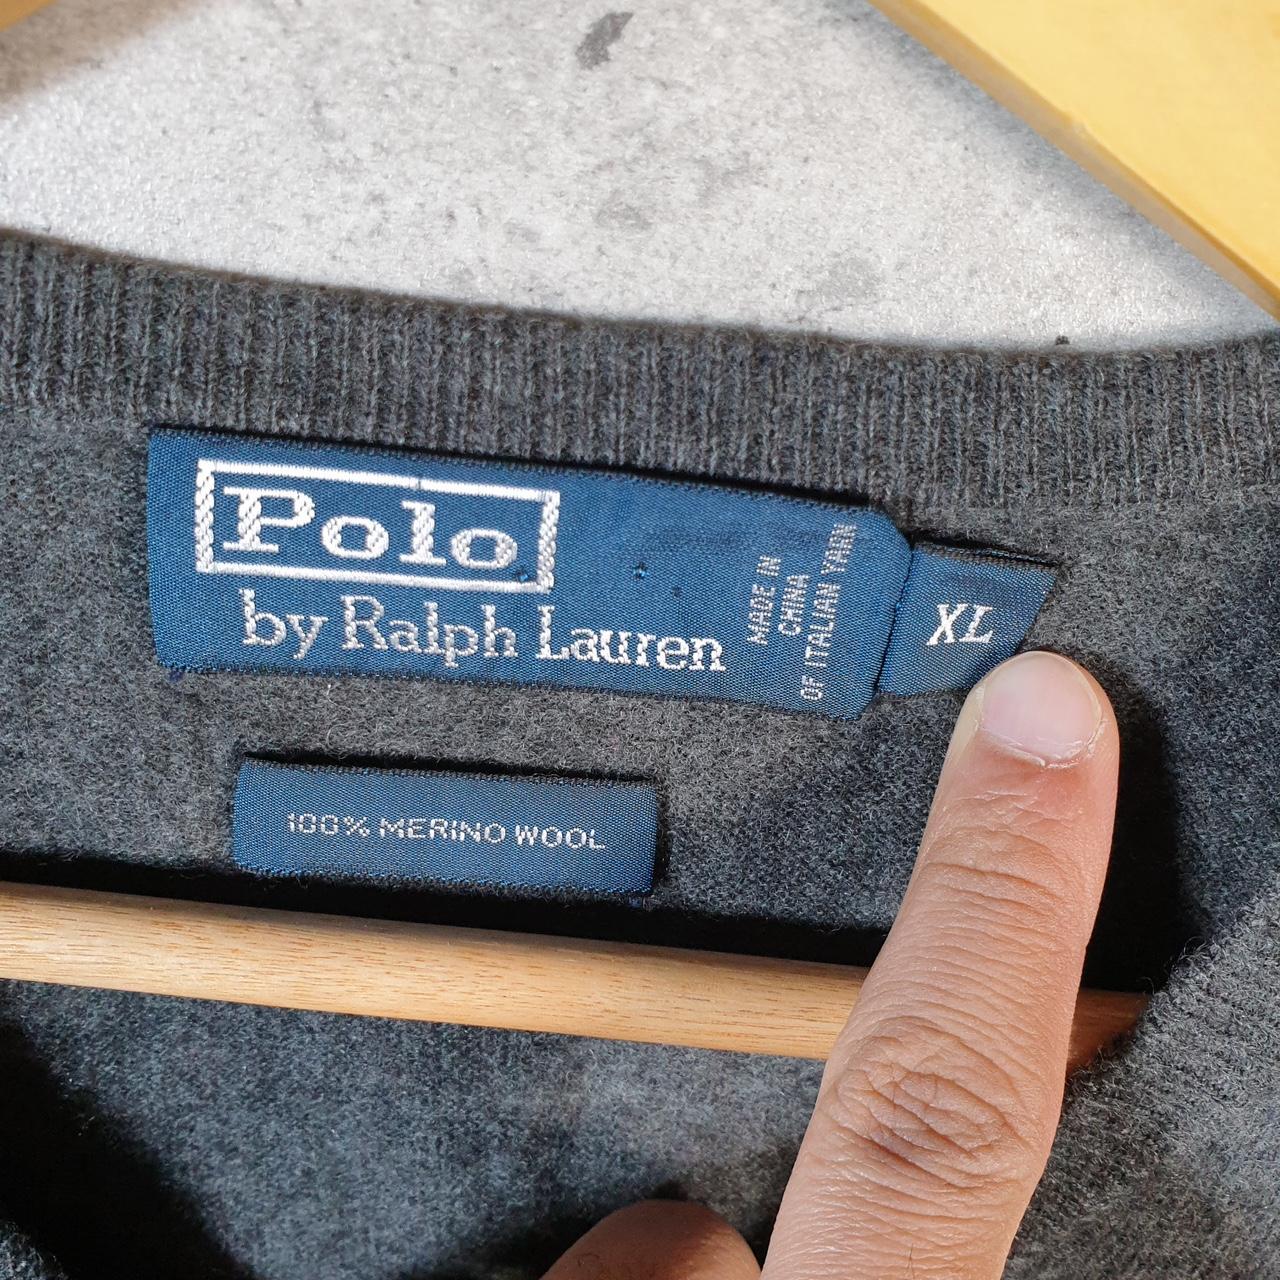 Polo
by Ralph Lauren
MADE IN
CHINA
OF ITALIAN YARN
XL
100% MERINO WOOL